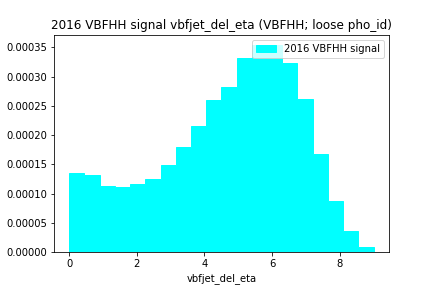 2016 VBFHH signal vbfjet_del_eta (VBFHH; loose pho_id)
2016 VBFHH signal
0.00035
0.00030
0.00025
0.00020
0.00015
0.00010
0.00005
0.00000
0 2 4 6 8
vbfjet_del_eta